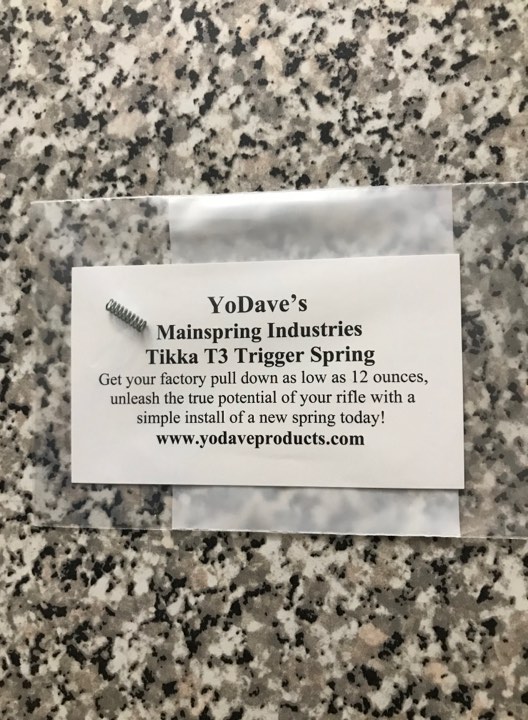 YoDave's
Mainspring Industries
Tikka T3 Trigger Spring
Get your factory pull down as low as 12 ounces,
unleash the true potential of your rifle with a
simple install of a new spring today!
www.yodaveproducts.com